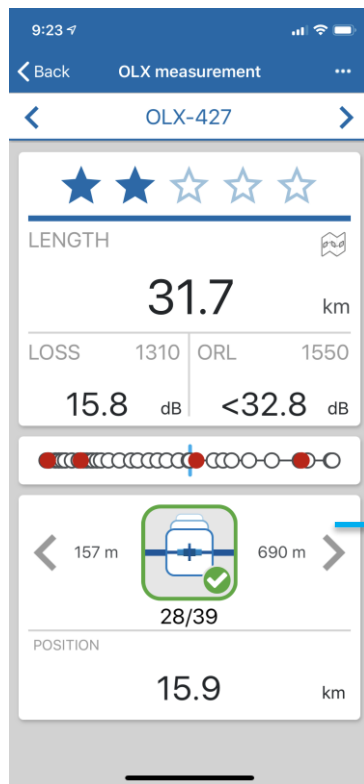 9:23
Back OLX measurement ...
OLX-427
LENGTH
31.7 km
LOSS 1310 ORL 1550
15.8 dB <32.8 dB
157 m 690 m
28/39
POSITION
15.9 km